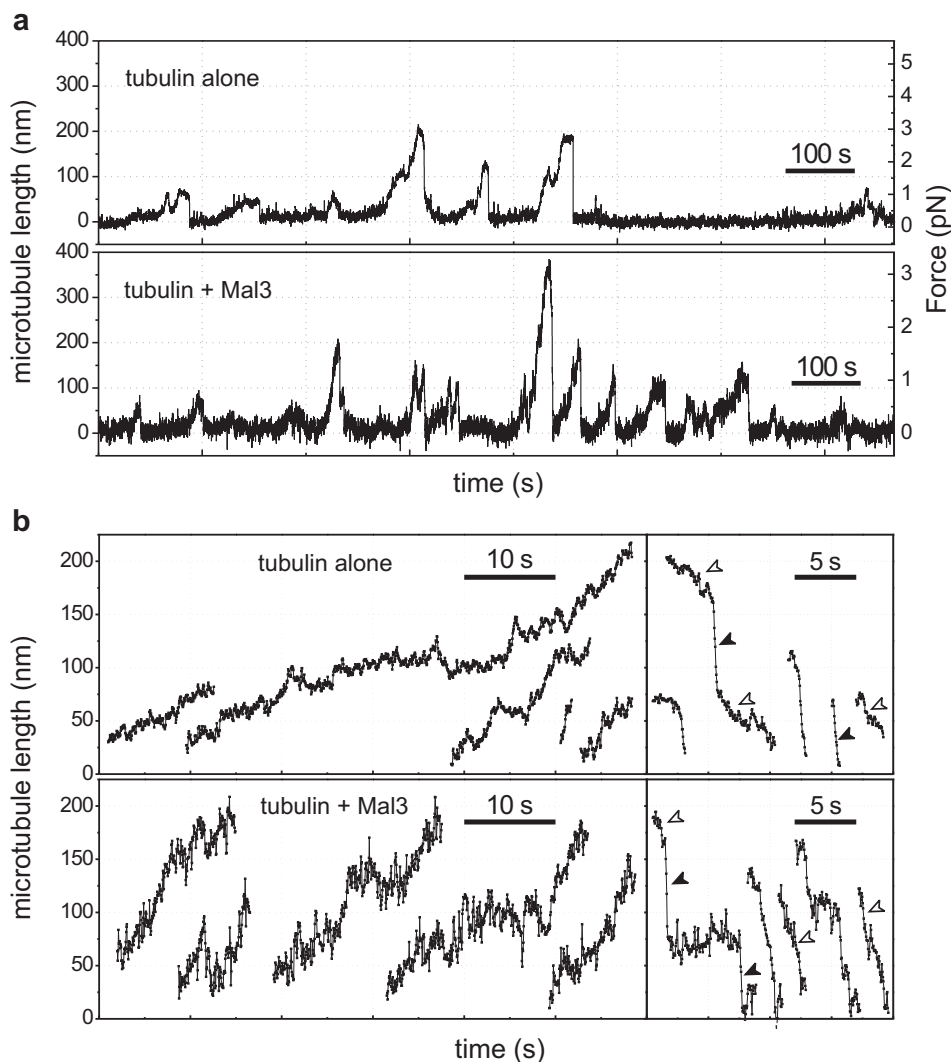 a
400
300
200
100
0
tubulin alone
100 s
5
4
3
2
1
0
400
300
200
100
0
tubulin + Mal3
100 s
3
2
1
0
microtubule length (nm)
Force (pN)
time (s)
b
200
150
100
50
0
tubulin alone
10 s
5 s
200
150
100
50
0
tubulin + Mal3
10 s
5 s
microtubule length (nm)
time (s)